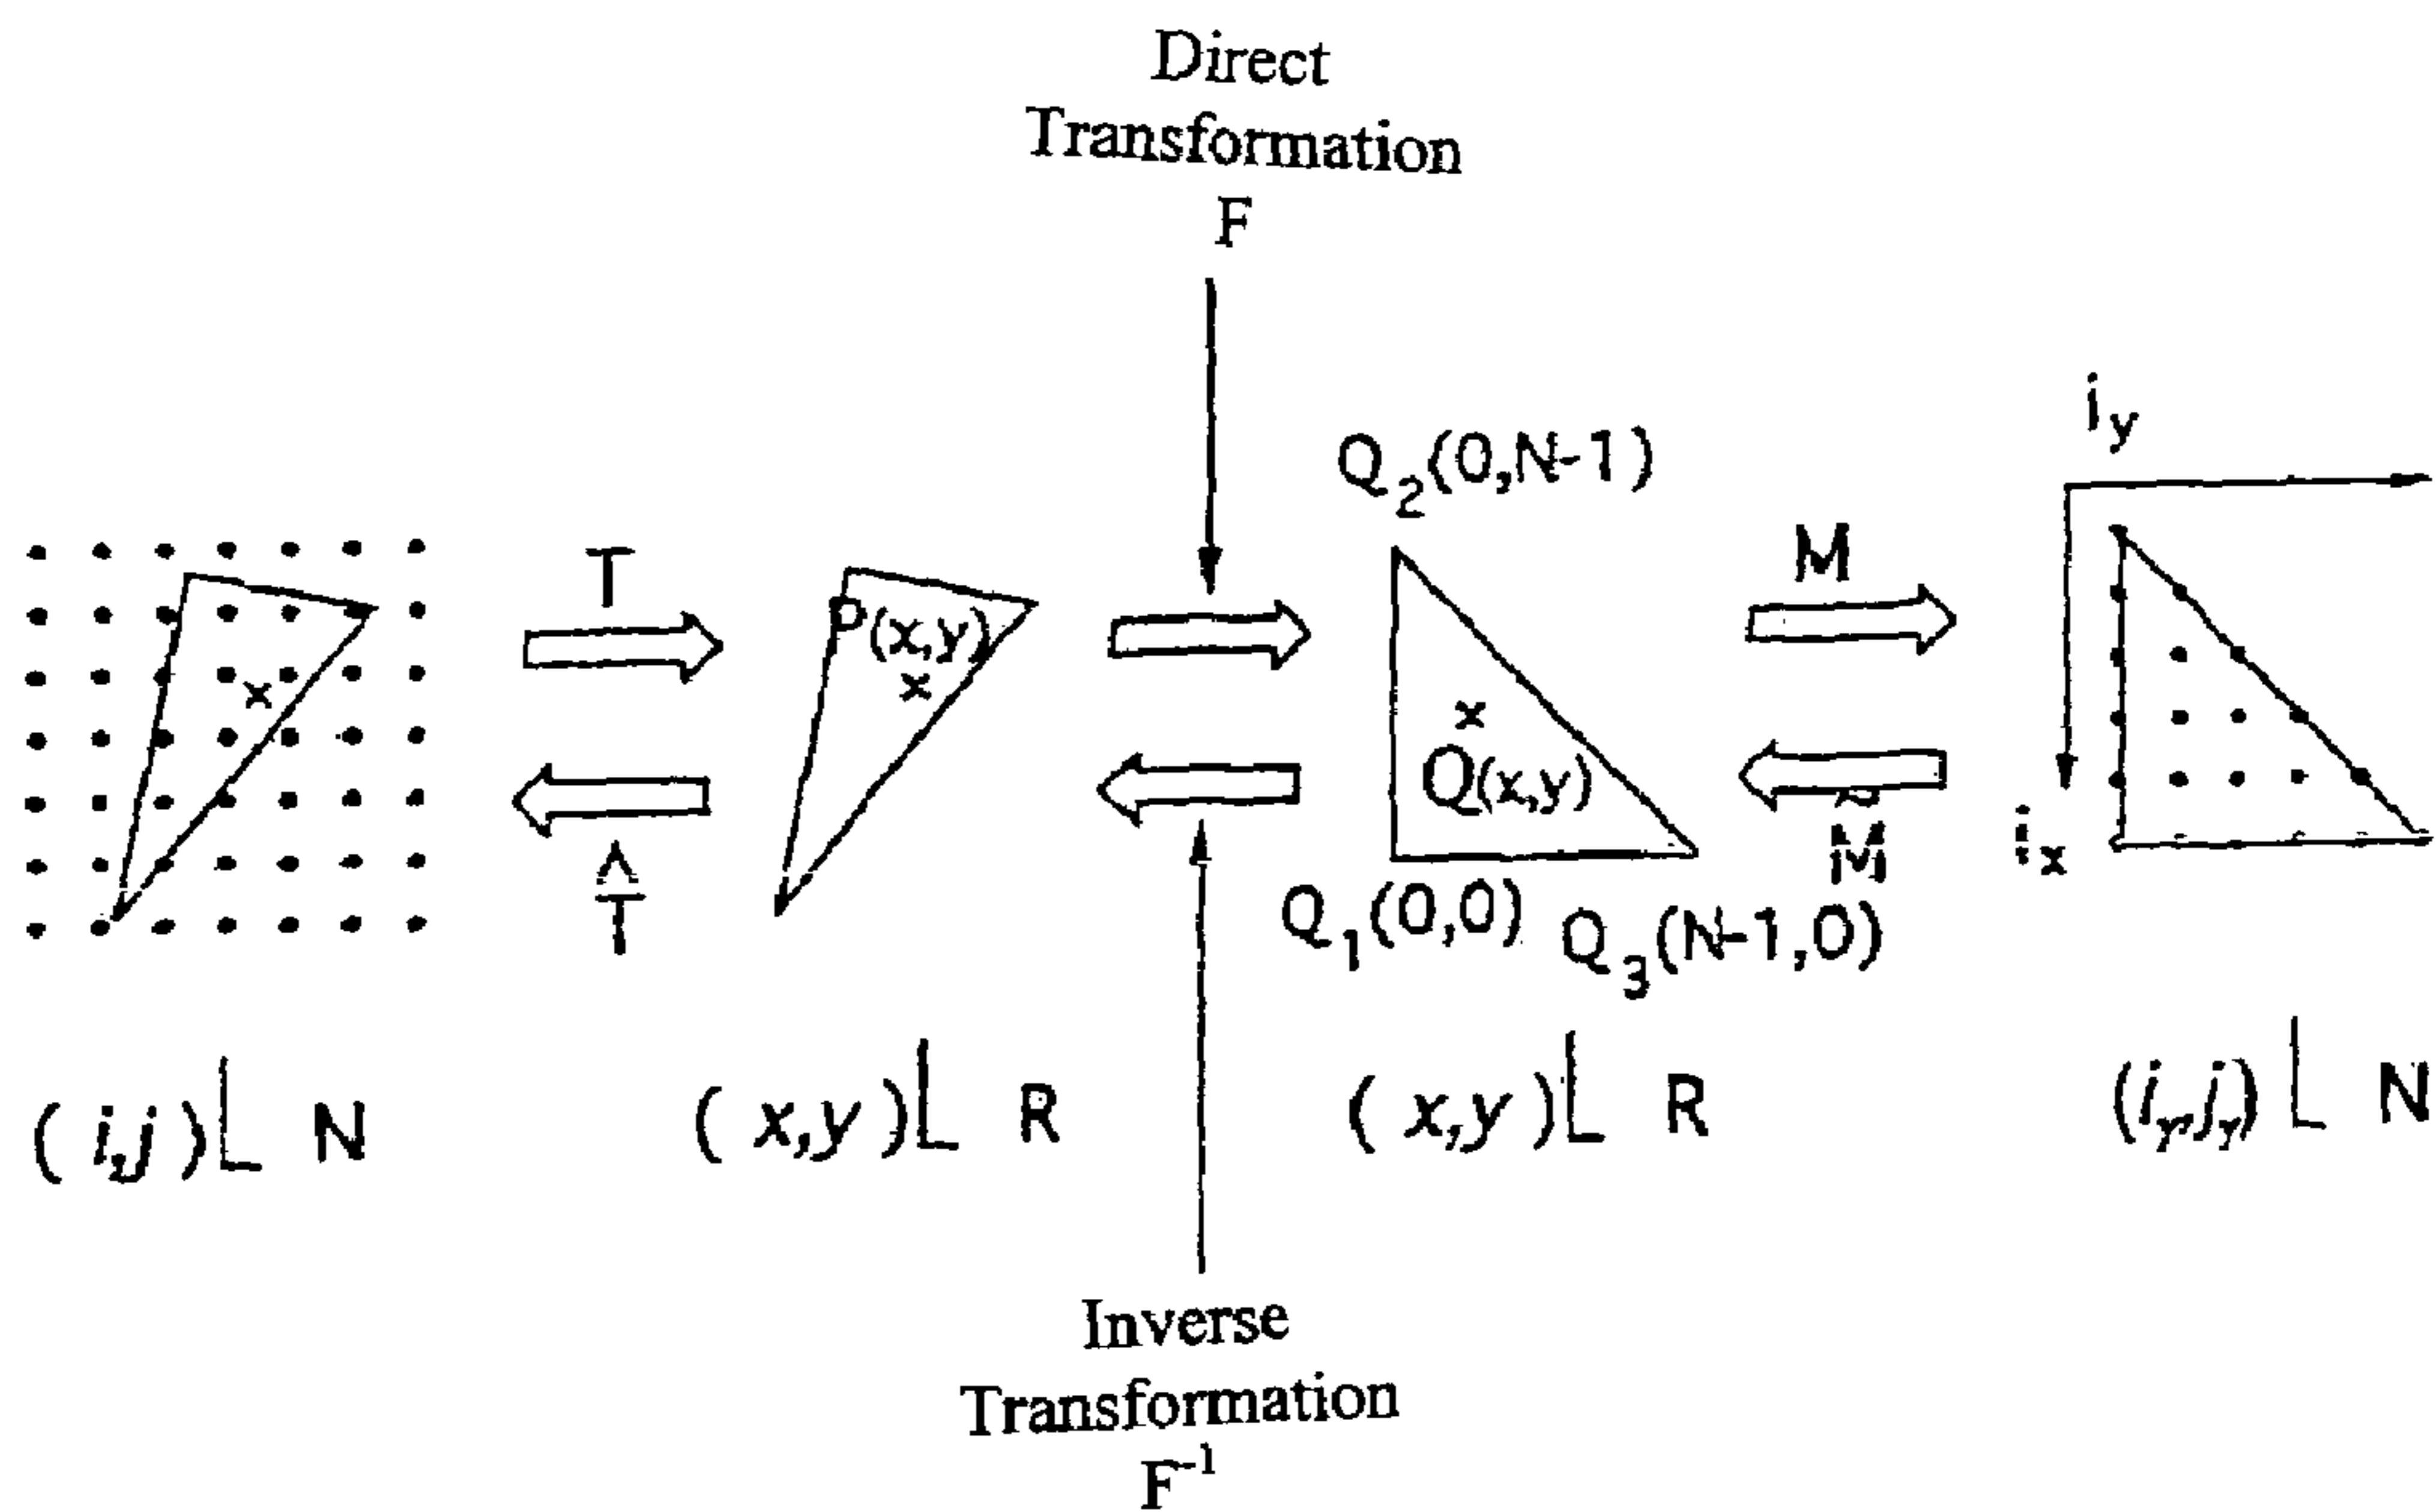 Direct
Transformation
F
i_y
Q_2(0,N-1)
T
M
P(x,y)
x
x
x
Q(x,y)
i_x
T̂
M̂
Q_1(0,0)
Q_3(N-1,0)
(i,j)∟ N
(x,y)∟ R
(x,y)∟ R
(i_y,j_y)∟ N
Inverse
Transformation
F^-1